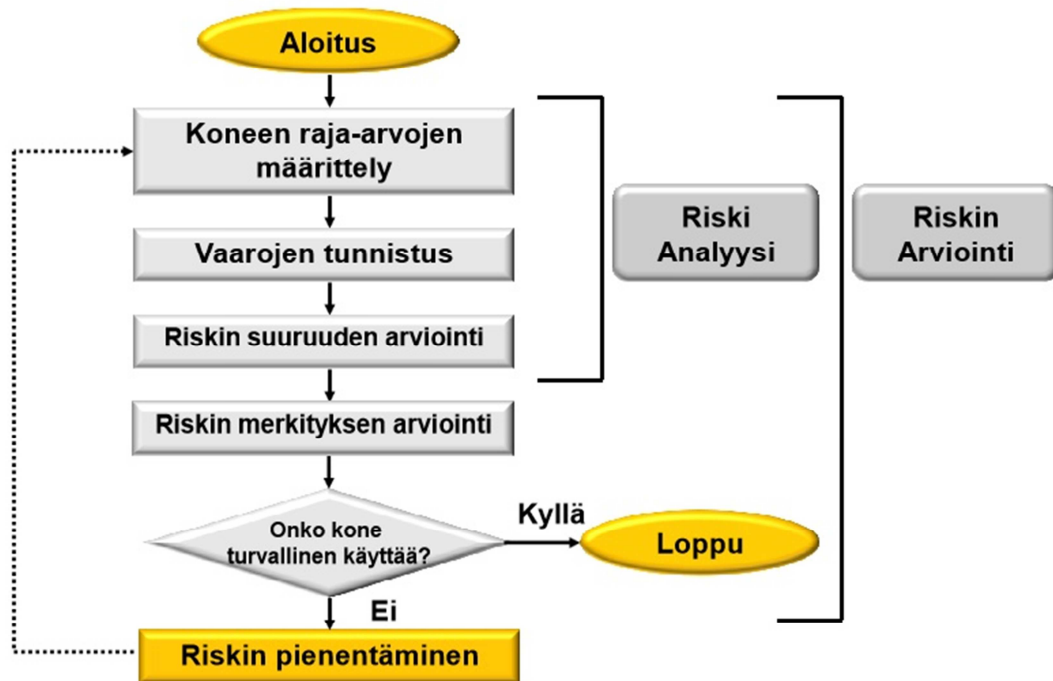 Aloitus
Koneen raja-arvojen
määrittely
Vaarojen tunnistus
Riskin suuruuden arviointi
Riskin merkityksen arviointi
Onko kone
turvallinen käyttää?
Kyllä
Loppu
Ei
Riskin pienentäminen
Riski
Analyysi
Riskin
Arviointi